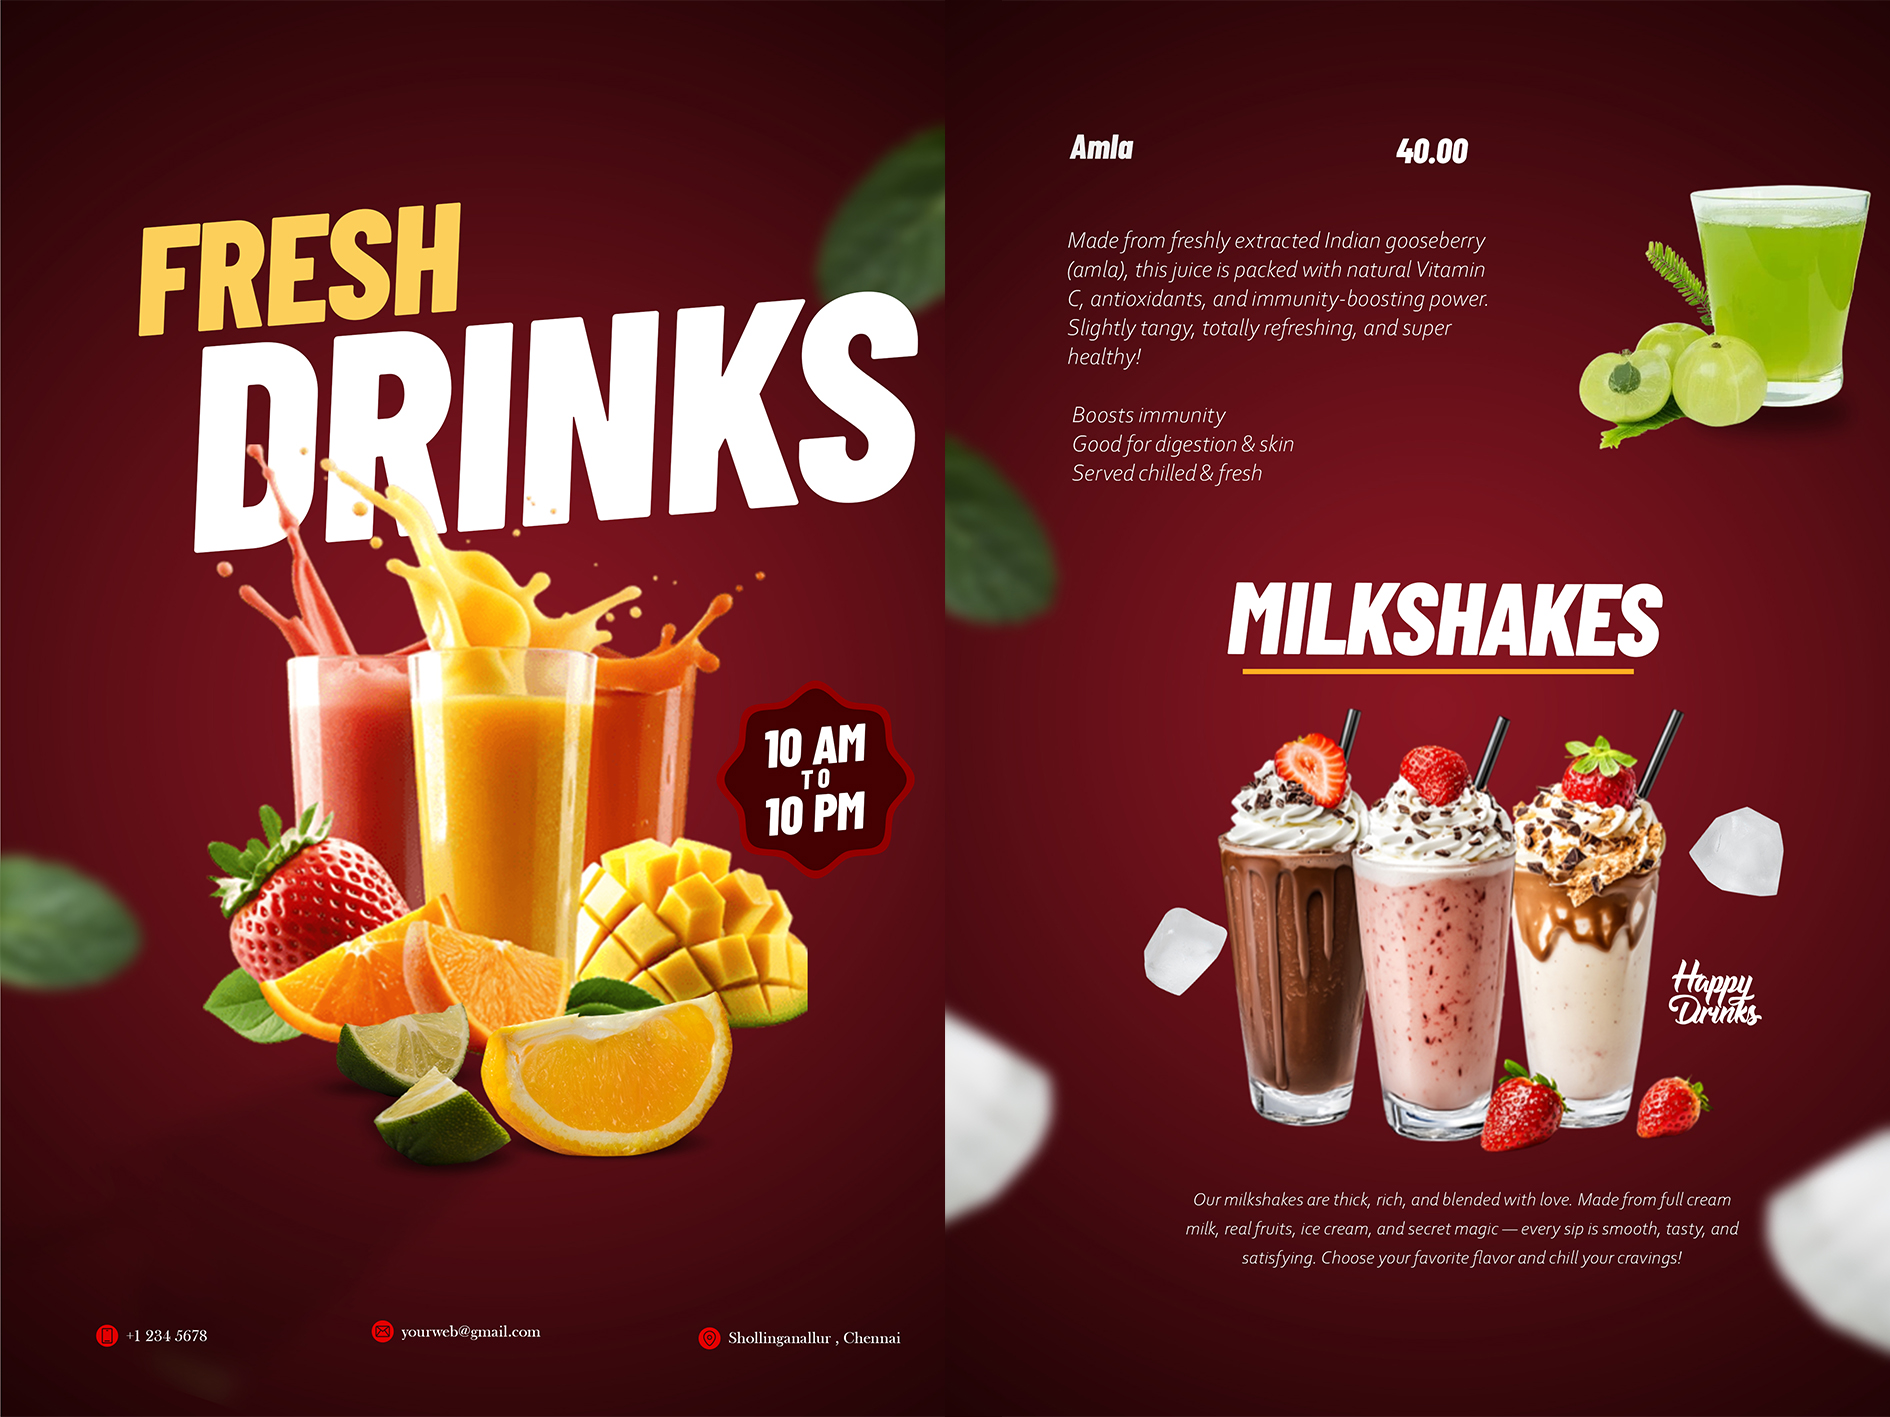 FRESH
DRINKS
10 AM
TO
10 PM
+1 234 5678
yourweb@gmail.com
Shollinganallur , Chennai
Amla 40.00
Made from freshly extracted Indian gooseberry
(amla), this juice is packed with natural Vitamin
C, antioxidants, and immunity-boosting power.
Slightly tangy, totally refreshing, and super
healthy!
Boosts immunity
Good for digestion & skin
Served chilled & fresh
MILKSHAKES
Happy
Drinks
Our milkshakes are thick, rich, and blended with love. Made from full cream
milk, real fruits, ice cream, and secret magic — every sip is smooth, tasty, and
satisfying. Choose your favorite flavor and chill your cravings!